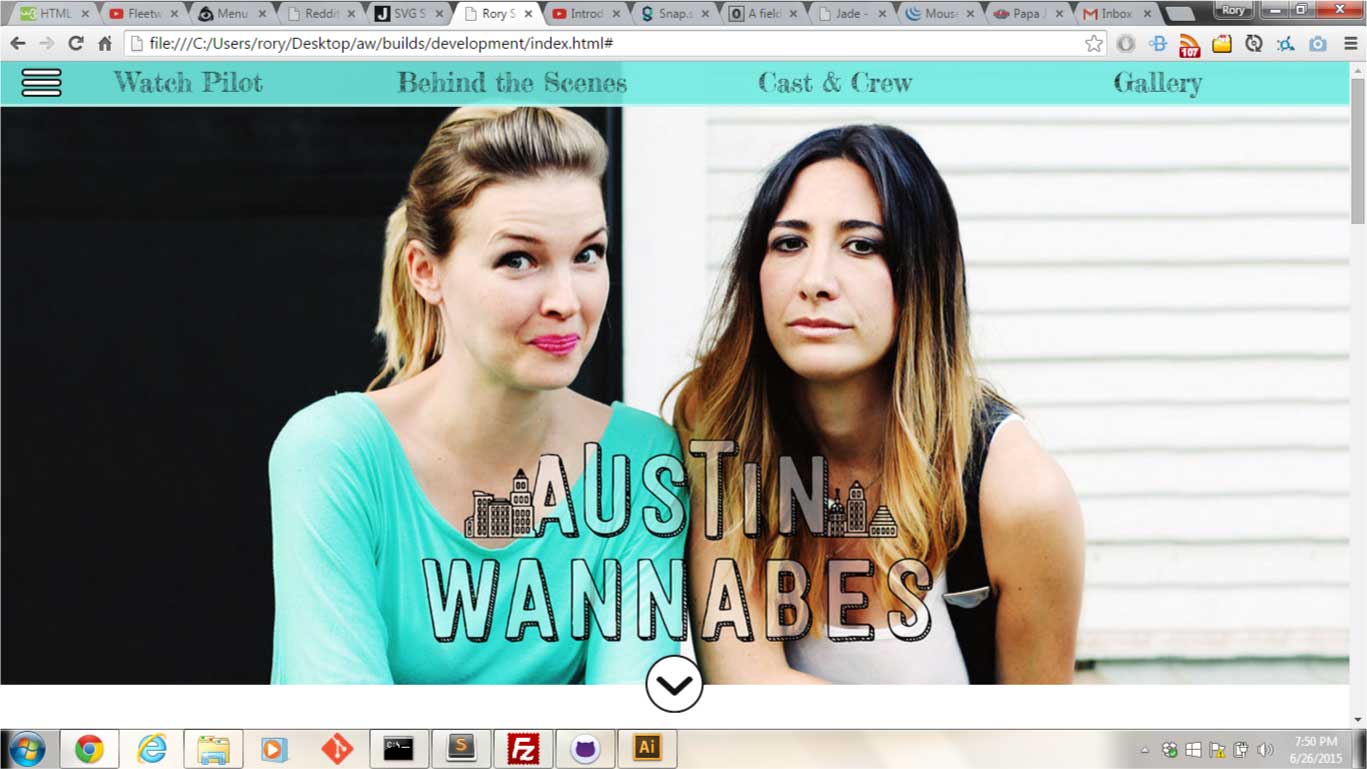 HTML Fleetw Menu Reddit SVG S Rory S Introd Snap.s A field Jade - Mouse Papa J Inbox Rory
file:///C:/Users/rory/Desktop/aw/builds/development/index.html#
107
Watch Pilot Behind the Scenes Cast & Crew Gallery
AUSTIN
WANNABES
C:\
S
Fz
Ai
7:50 PM
6/26/2015